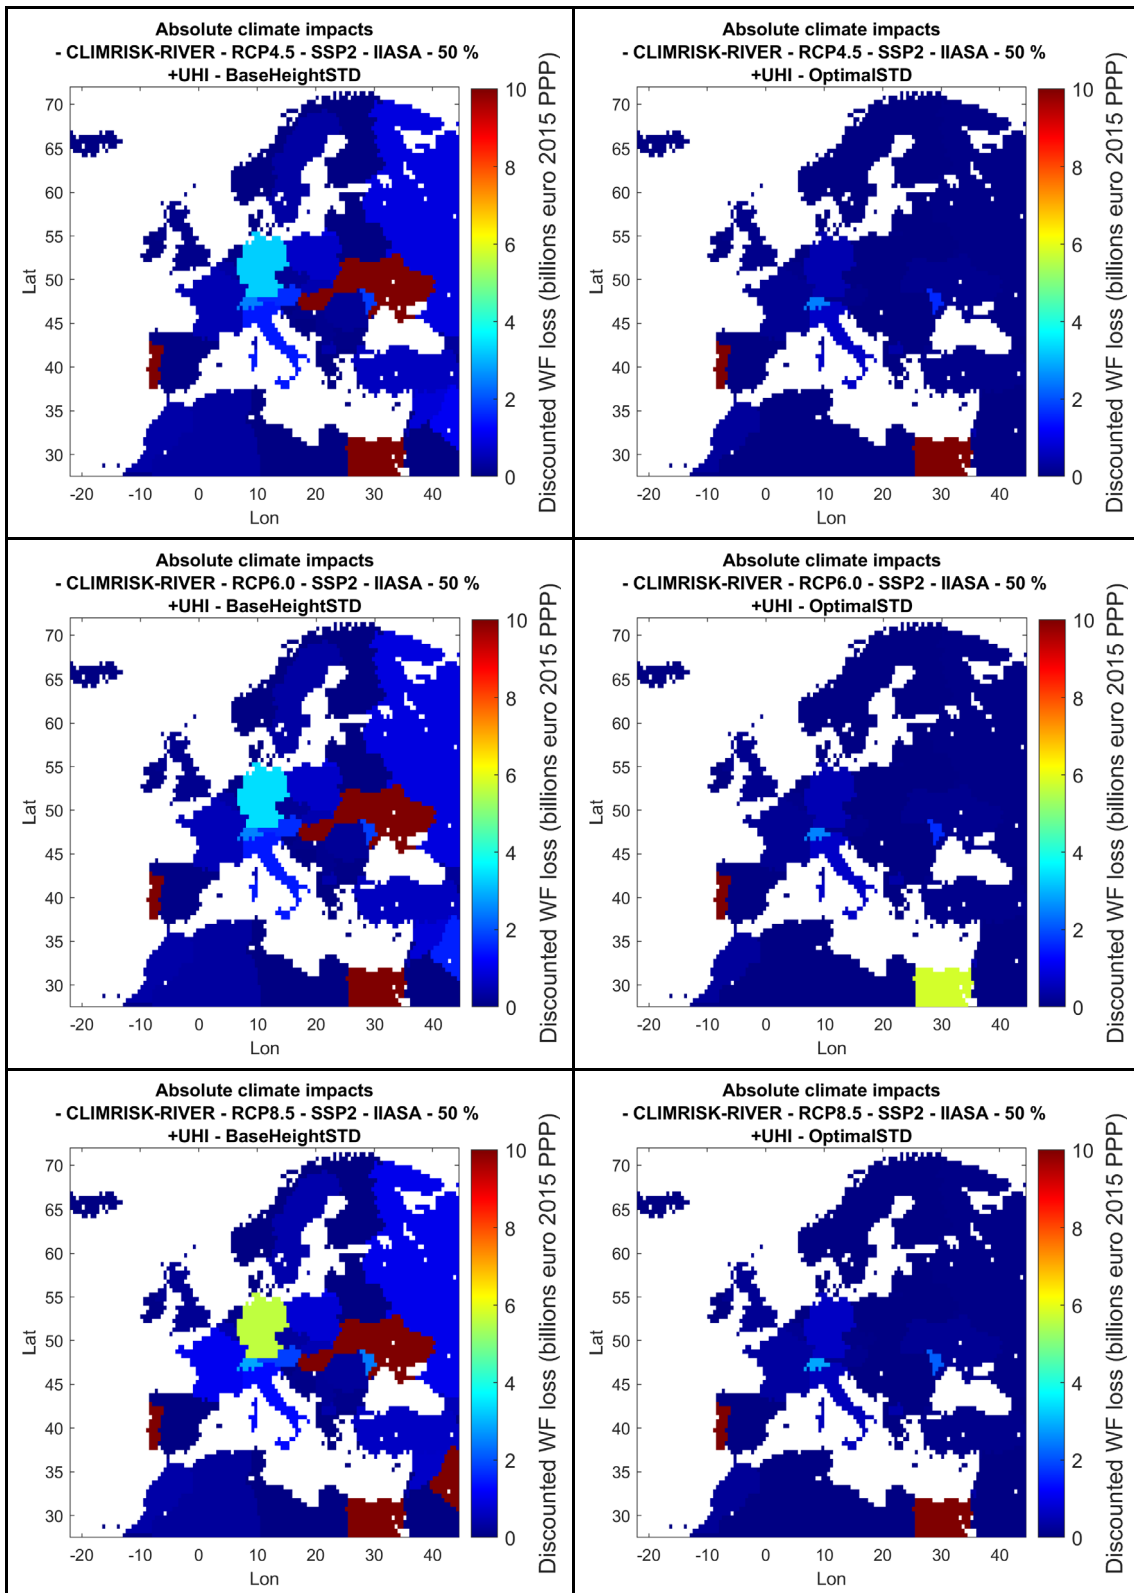 Absolute climate impacts
- CLIMRISK-RIVER - RCP4.5 - SSP2 - IIASA - 50 %
+UHI - BaseHeightSTD
70
65
60
55
50
45
40
35
30
Lat
-20 -10 0 10 20 30 40
Lon
10
8
6
4
2
0
Discounted WF loss (billions euro 2015 PPP)
Absolute climate impacts
- CLIMRISK-RIVER - RCP4.5 - SSP2 - IIASA - 50 %
+UHI - OptimalSTD
70
65
60
55
50
45
40
35
30
Lat
-20 -10 0 10 20 30 40
Lon
10
8
6
4
2
0
Discounted WF loss (billions euro 2015 PPP)
Absolute climate impacts
- CLIMRISK-RIVER - RCP6.0 - SSP2 - IIASA - 50 %
+UHI - BaseHeightSTD
70
65
60
55
50
45
40
35
30
Lat
-20 -10 0 10 20 30 40
Lon
10
8
6
4
2
0
Discounted WF loss (billions euro 2015 PPP)
Absolute climate impacts
- CLIMRISK-RIVER - RCP6.0 - SSP2 - IIASA - 50 %
+UHI - OptimalSTD
70
65
60
55
50
45
40
35
30
Lat
-20 -10 0 10 20 30 40
Lon
10
8
6
4
2
0
Discounted WF loss (billions euro 2015 PPP)
Absolute climate impacts
- CLIMRISK-RIVER - RCP8.5 - SSP2 - IIASA - 50 %
+UHI - BaseHeightSTD
70
65
60
55
50
45
40
35
30
Lat
-20 -10 0 10 20 30 40
Lon
10
8
6
4
2
0
Discounted WF loss (billions euro 2015 PPP)
Absolute climate impacts
- CLIMRISK-RIVER - RCP8.5 - SSP2 - IIASA - 50 %
+UHI - OptimalSTD
70
65
60
55
50
45
40
35
30
Lat
-20 -10 0 10 20 30 40
Lon
10
8
6
4
2
0
Discounted WF loss (billions euro 2015 PPP)